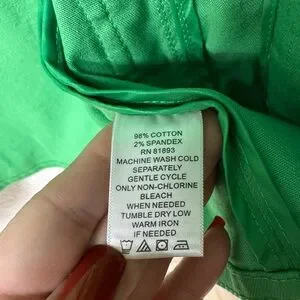 98% COTTON
2% SPANDEX
RN 81893
MACHINE WASH COLD
SEPARATELY
GENTLE CYCLE
ONLY NON-CHLORINE
BLEACH
WHEN NEEDED
TUMBLE DRY LOW
WARM IRON
IF NEEDED